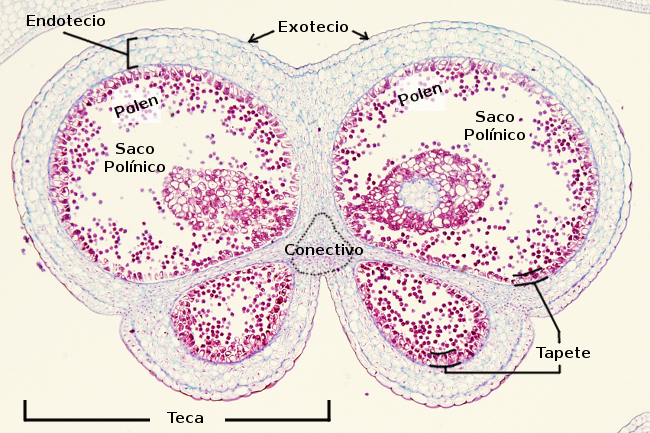 Endotecio
Exotecio
Polen
Polen
Saco
Polínico
Saco
Polínico
Conectivo
Tapete
Teca